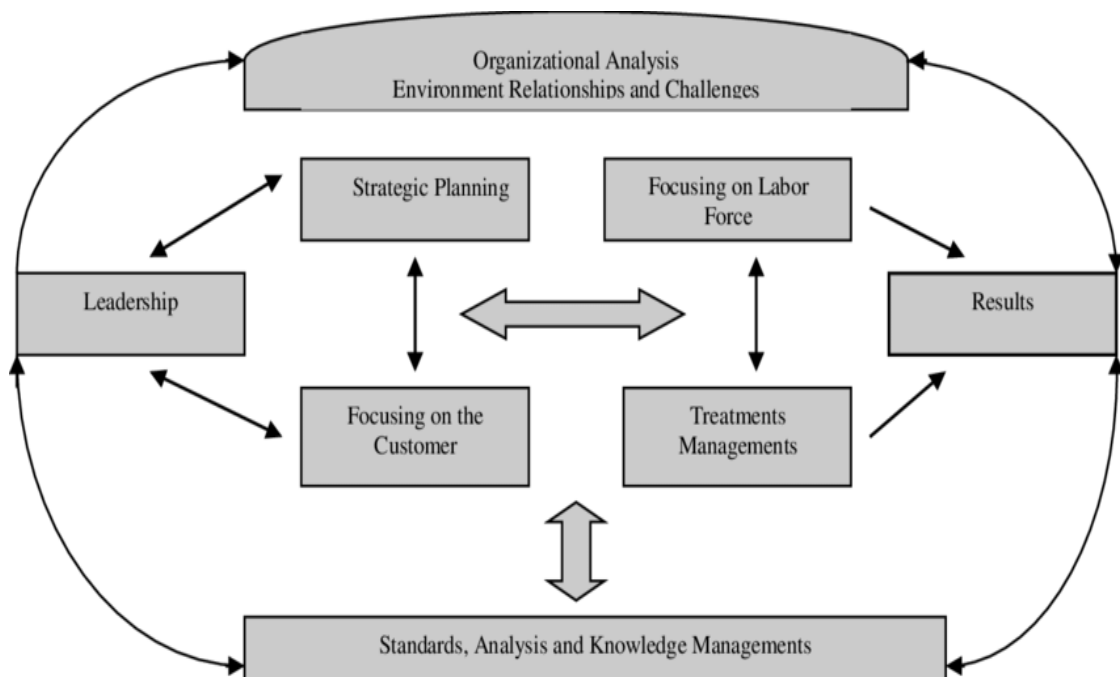 Organizational Analysis
Environment Relationships and Challenges
Strategic Planning
Focusing on Labor
Force
Leadership
Results
Focusing on the
Customer
Treatments
Managements
Standards, Analysis and Knowledge Managements